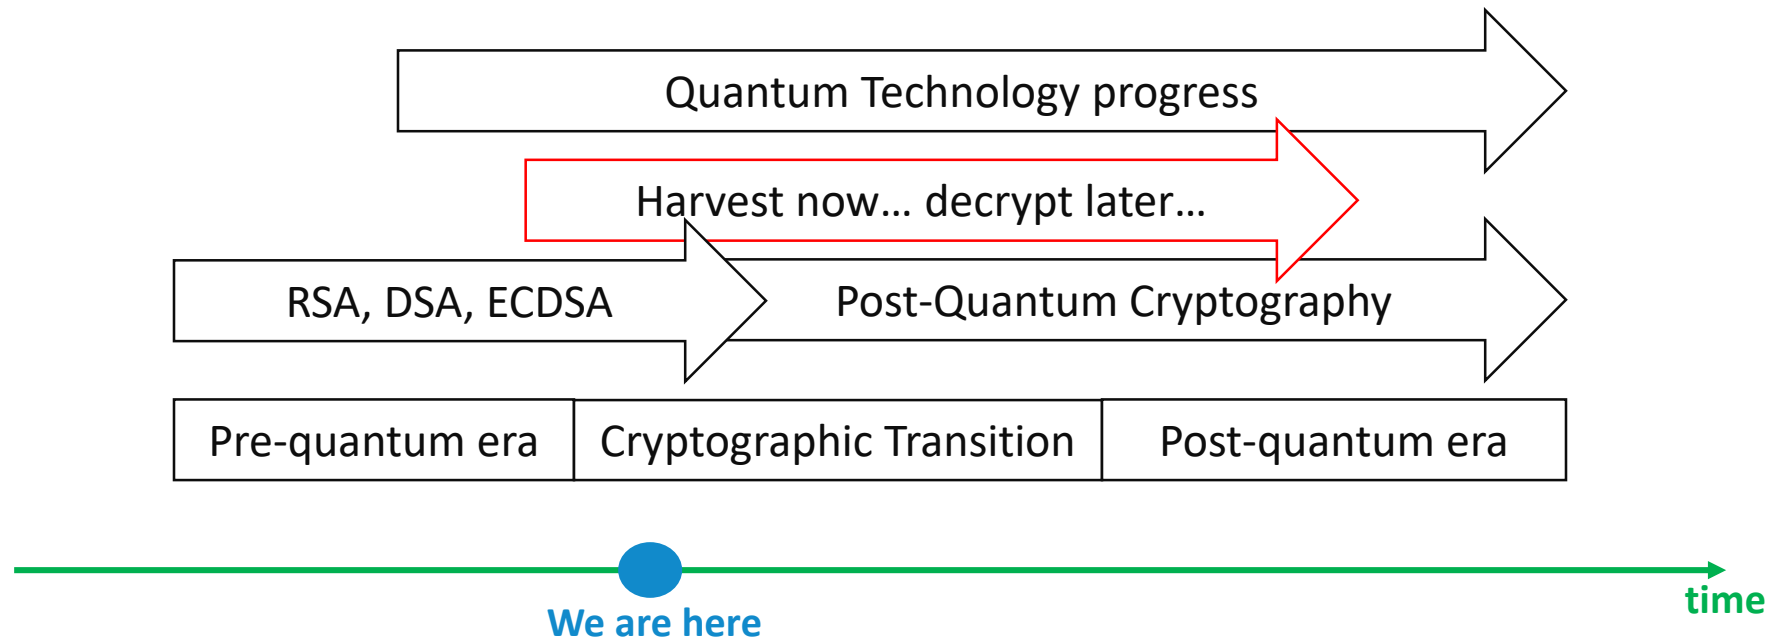 Quantum Technology progress
Harvest now... decrypt later...
RSA, DSA, ECDSA
Post-Quantum Cryptography
Pre-quantum era
Cryptographic Transition
Post-quantum era
time
We are here